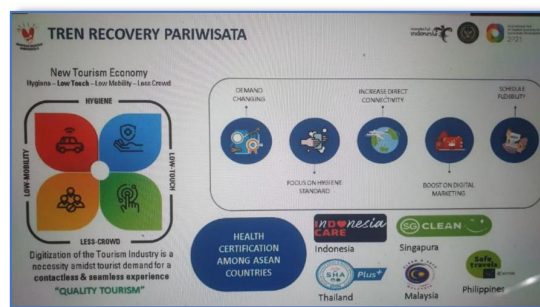 TREN RECOVERY PARIWISATA
wonderful
indonesia
2021
New Tourism Economy
Hygiene – Low Touch – Low Mobility – Less Crowd
HYGIENE
LOW-MOBILITY
LOW-TOUCH
LESS-CROWD
Digitization of the Tourism Industry is a
necessity amidst tourist demand for a
contactless & seamless experience
"QUALITY TOURISM"
DEMAND
CHANGING
INCREASE DIRECT
CONNECTIVITY
SCHEDULE
FLEXIBILITY
FOCUS ON HYGIENE
STANDARD
BOOST ON DIGITAL
MARKETING
HEALTH
CERTIFICATION
AMONG ASEAN
COUNTRIES
INDONESIA
CARE
Indonesia
SG CLEAN
Singapura
SHA
Plus+
Thailand
Malaysia
Safe
travels
Philippines